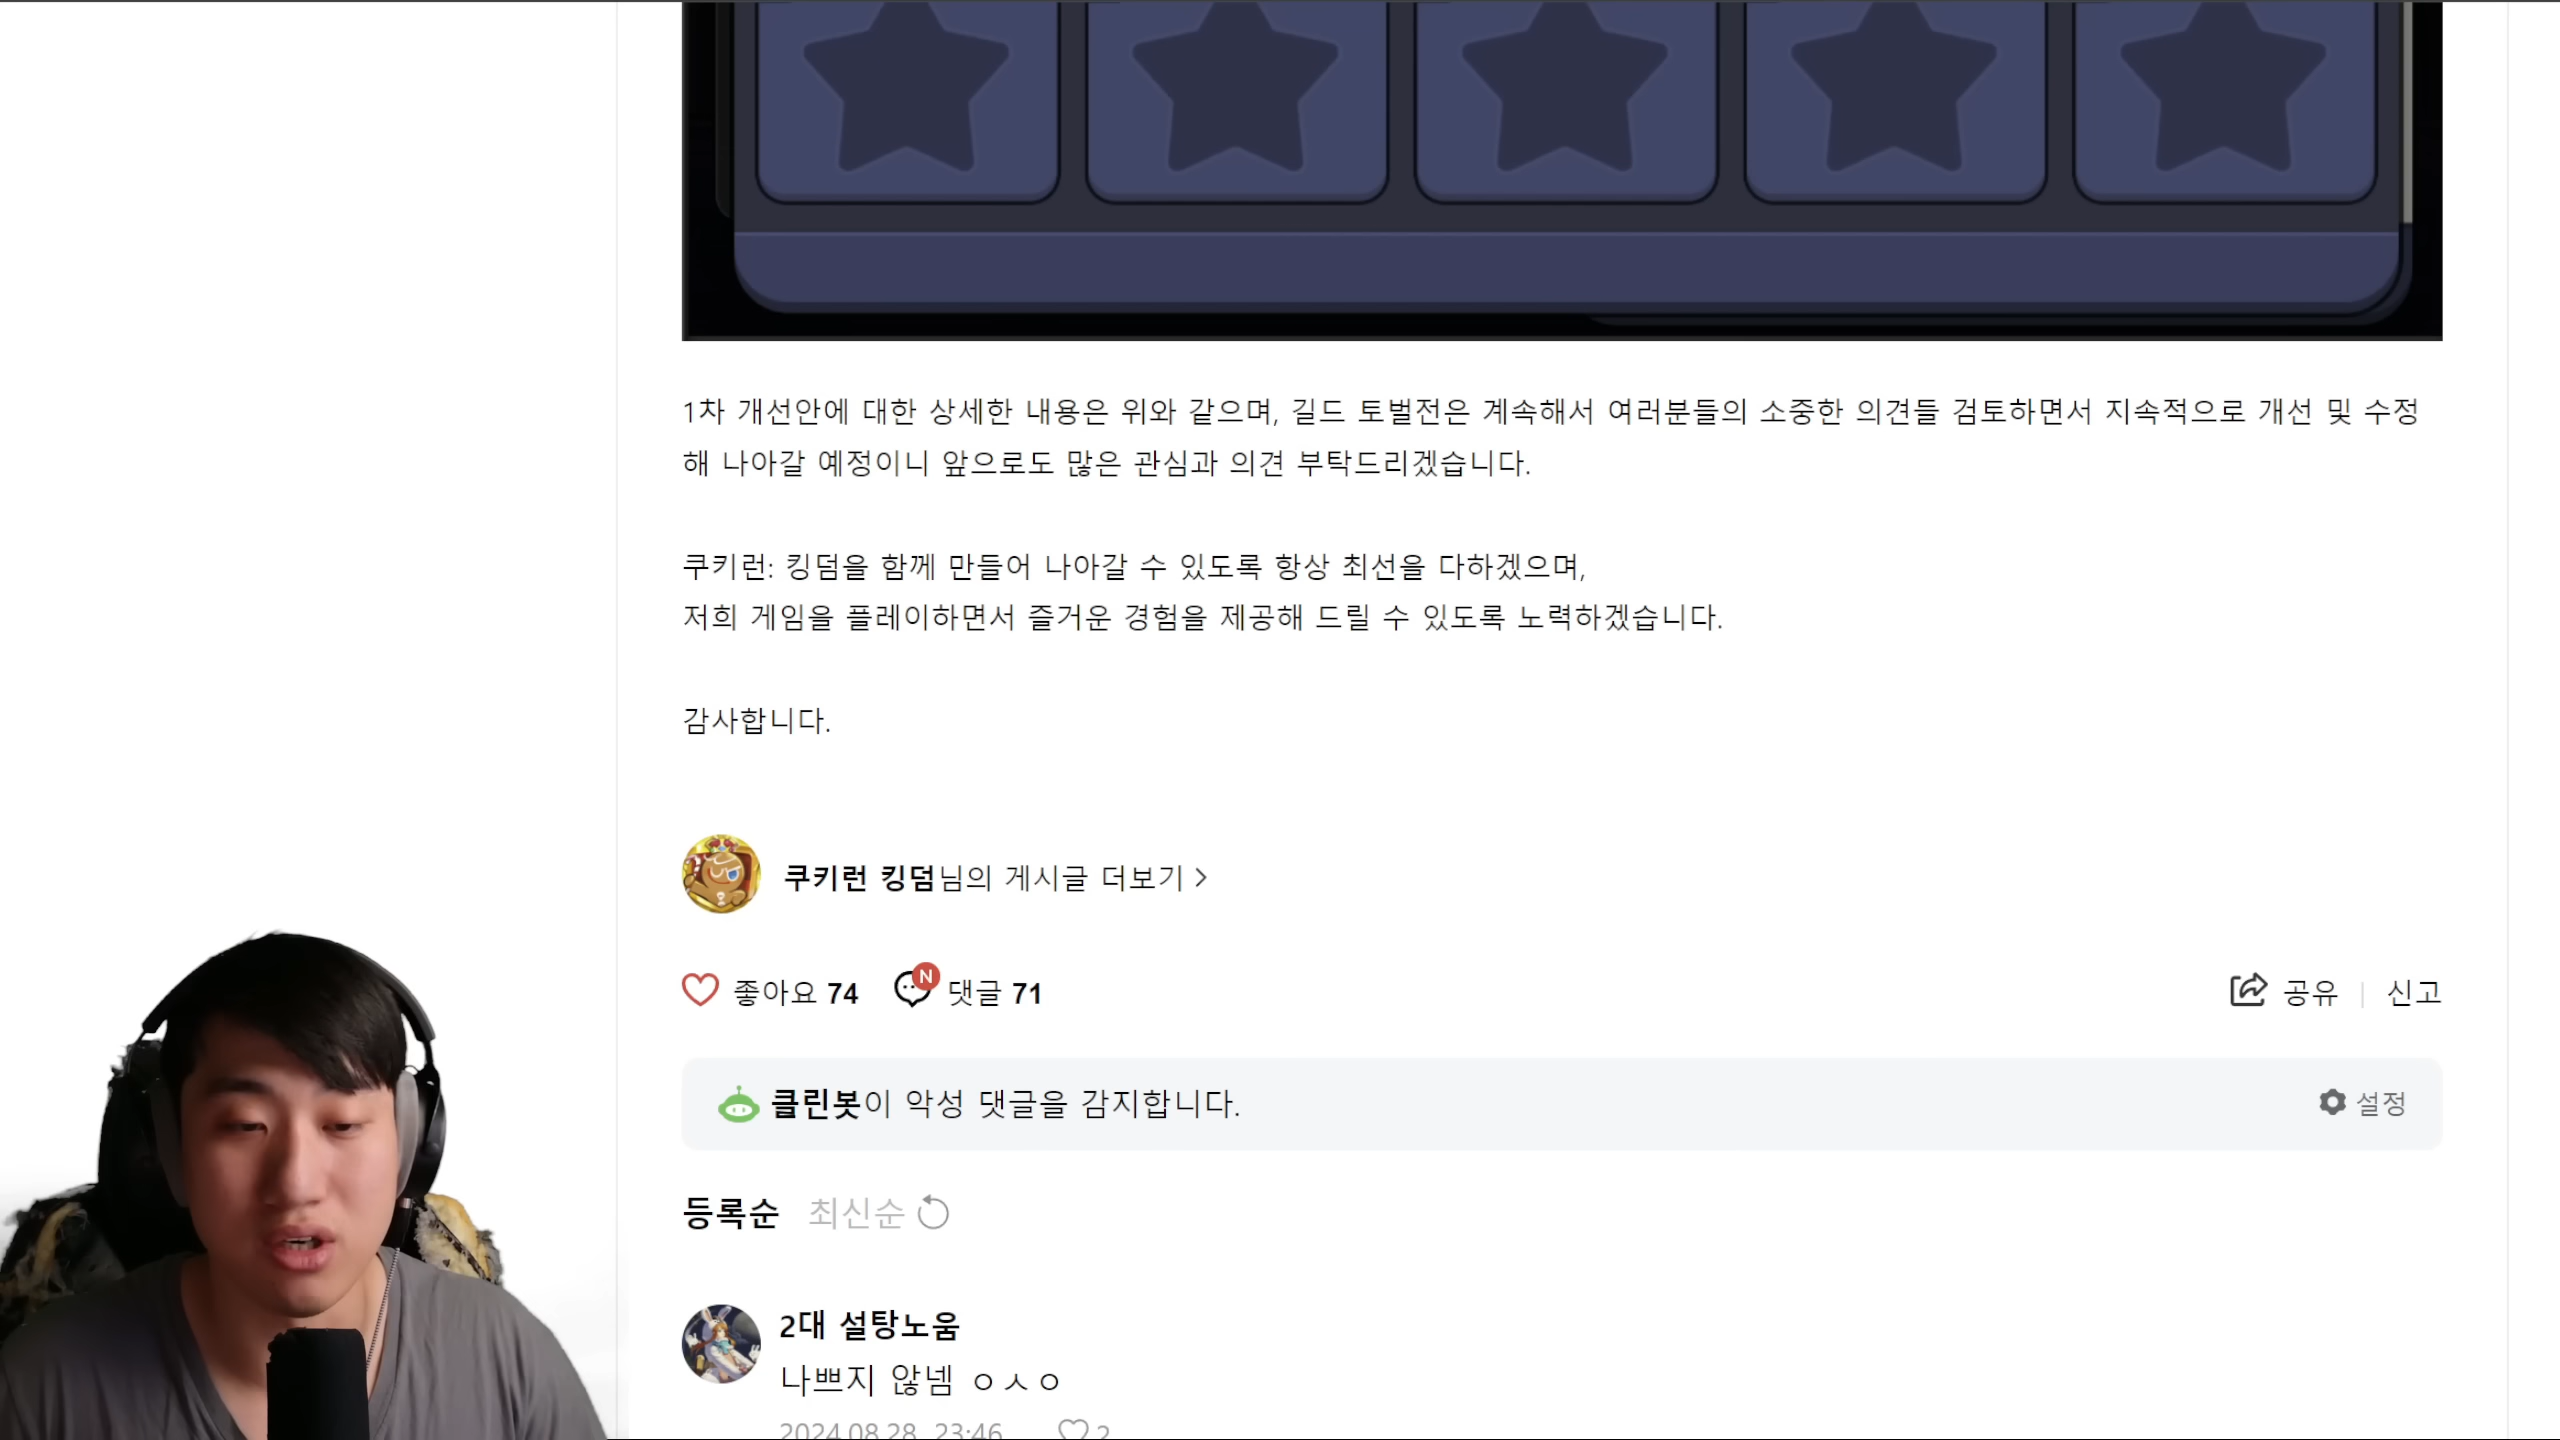 1차 개선안에 대한 상세한 내용은 위와 같으며, 길드 토벌전은 계속해서 여러분들의 소중한 의견들 검토하면서 지속적으로 개선 및 수정
해 나아갈 예정이니 앞으로도 많은 관심과 의견 부탁드리겠습니다.
쿠키런: 킹덤을 함께 만들어 나아갈 수 있도록 항상 최선을 다하겠으며,
저희 게임을 플레이하면서 즐거운 경험을 제공해 드릴 수 있도록 노력하겠습니다.
감사합니다.
쿠키런 킹덤님의 게시글 더보기 >
좋아요 74 N 댓글 71 공유 | 신고
클린봇이 악성 댓글을 감지합니다. 설정
등록순 최신순
2대 설탕노움
나쁘지 않넴 ㅇㅅㅇ
2024.08.28. 23:46 2